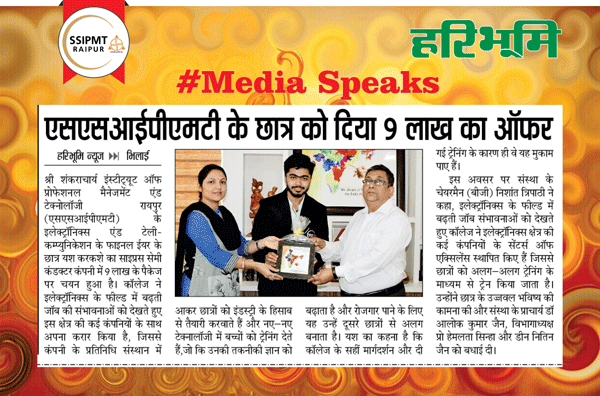 SSIPMT
RAIPUR
हरिभूमि
#Media Speaks
एसएसआईपीएमटी के छात्र को दिया 9 लाख का ऑफर
हरिभूमि न्यूज ▶▶ भिलाई
श्री शंकराचार्य इंस्टीट्यूट ऑफ
प्रोफेशनल मैनेजमेंट एंड
टेक्नोलॉजी रायपुर
(एसएसआईपीएमटी) के
इलेक्ट्रॉनिक्स एंड टेली-
कम्युनिकेशन के फाइनल ईयर के
छात्र यश करकशे का साइप्रस सेमी
कंडक्टर कंपनी में 9 लाख के पैकेज
पर चयन हुआ है। कॉलेज ने
इलेक्ट्रॉनिक्स के फील्ड में बढ़ती
जॉब की संभावनाओं को देखते हुए
इस क्षेत्र की कई कंपनियों के साथ
अपना करार किया है, जिससे
कंपनी के प्रतिनिधि संस्थान में
आकर छात्रों को इंडस्ट्री के हिसाब
से तैयारी करवाते हैं और नए-नए
टेक्नालॉजी में बच्चों को ट्रेनिंग देते
हैं,जो कि उनकी तकनीकी ज्ञान को
बढ़ाता है और रोजगार पाने के लिए
यह उन्हें दूसरे छात्रों से अलग
बनाता है। यश का कहना है कि
कॉलेज के सहीं मार्गदर्शन और दी
गई ट्रेनिंग के कारण ही वे यह मुकाम
पाए हैं।
इस अवसर पर संस्था के
चेयरमैन (बीजी) निशांत त्रिपाठी ने
कहा, इलेक्ट्रॉनिक्स के फील्ड में
बढ़ती जॉब संभावनाओं को देखते
हुए कॉलेज ने इलेक्ट्रॉनिक्स क्षेत्र की
कई कंपनियों के सेंटर्स ऑफ
एक्सिलेंस स्थापित किए हैं जिससे
छात्रों को अलग-अलग ट्रेनिंग के
माध्यम से ट्रेन किया जाता है।
उन्होंने छात्र के उज्जवल भविष्य की
कामना की और संस्था के प्राचार्य डॉ
आलोक कुमार जैन, विभागाध्यक्ष
प्रो हेमलता सिन्हा और डीन नितिन
जैन को बधाई दी।